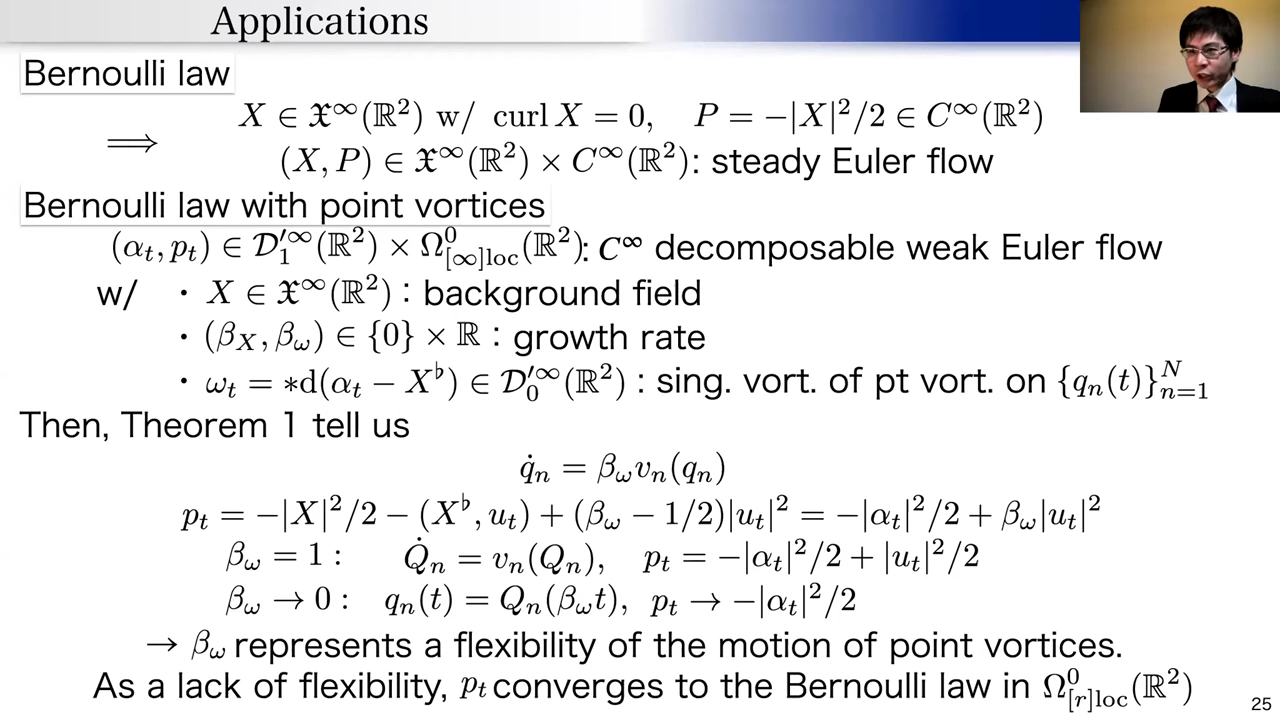 Applications
Bernoulli law
X ∈ 𝔛^∞(ℝ²) w/ curl X = 0, P = −|X|²/2 ∈ C^∞(ℝ²)
⟹ (X, P) ∈ 𝔛^∞(ℝ²) × C^∞(ℝ²): steady Euler flow
Bernoulli law with point vortices
(α_t, p_t) ∈ 𝒟′₁^∞(ℝ²) × Ω⁰_{[∞]loc}(ℝ²): C^∞ decomposable weak Euler flow
w/ ・ X ∈ 𝔛^∞(ℝ²) : background field
・ (β_X, β_ω) ∈ {0} × ℝ : growth rate
・ ω_t = *d(α_t − X^♭) ∈ 𝒟′₀^∞(ℝ²) : sing. vort. of pt vort. on {q_n(t)}_{n=1}^N
Then, Theorem 1 tell us
q̇_n = β_ω v_n(q_n)
p_t = −|X|²/2 − (X^♭, u_t) + (β_ω − 1/2)|u_t|² = −|α_t|²/2 + β_ω|u_t|²
β_ω = 1 : Q̇_n = v_n(Q_n), p_t = −|α_t|²/2 + |u_t|²/2
β_ω → 0 : q_n(t) = Q_n(β_ω t), p_t → −|α_t|²/2
→ β_ω represents a flexibility of the motion of point vortices.
As a lack of flexibility, p_t converges to the Bernoulli law in Ω⁰_{[r]loc}(ℝ²)
25